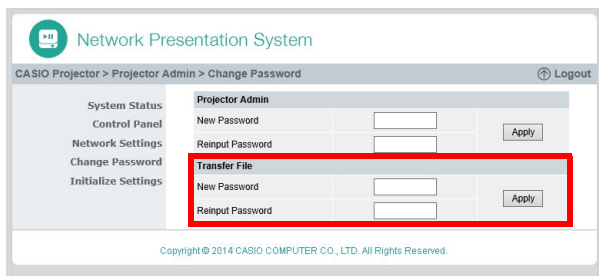 Network Presentation System
CASIO Projector > Projector Admin > Change Password Logout
System Status
Control Panel
Network Settings
Change Password
Initialize Settings
Projector Admin
New Password
Reinput Password
Apply
Transfer File
New Password
Reinput Password
Apply
Copyright © 2014 CASIO COMPUTER CO., LTD. All Rights Reserved.